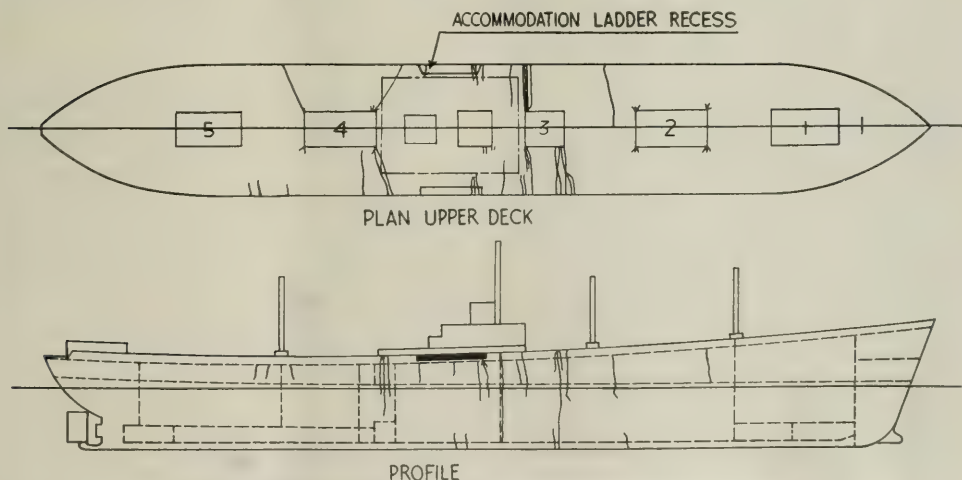 ACCOMMODATION LADDER RECESS
5 4 3 2 1
PLAN UPPER DECK
PROFILE